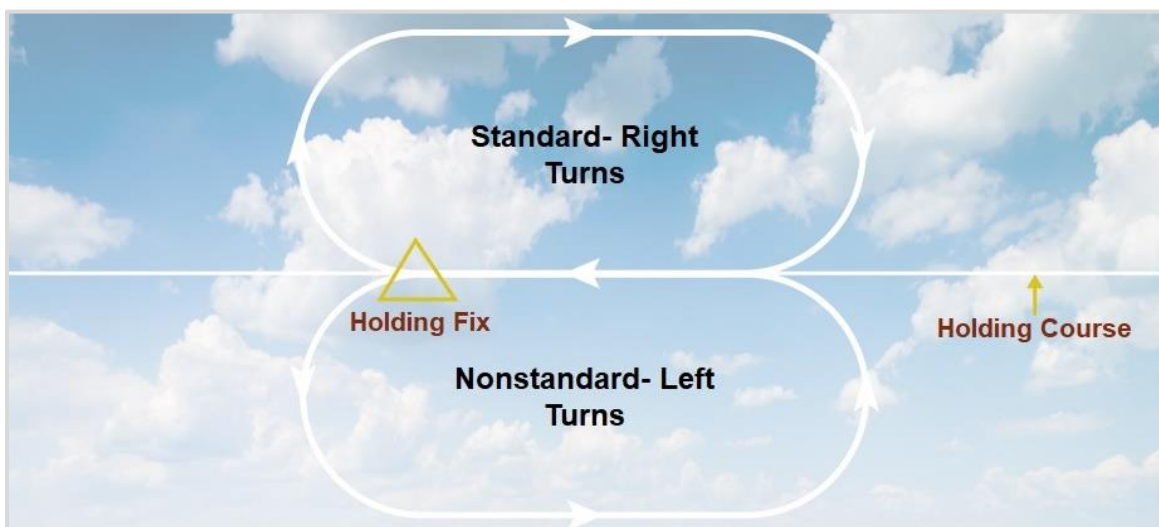 Standard- Right
Turns
Holding Fix
Holding Course
Nonstandard- Left
Turns